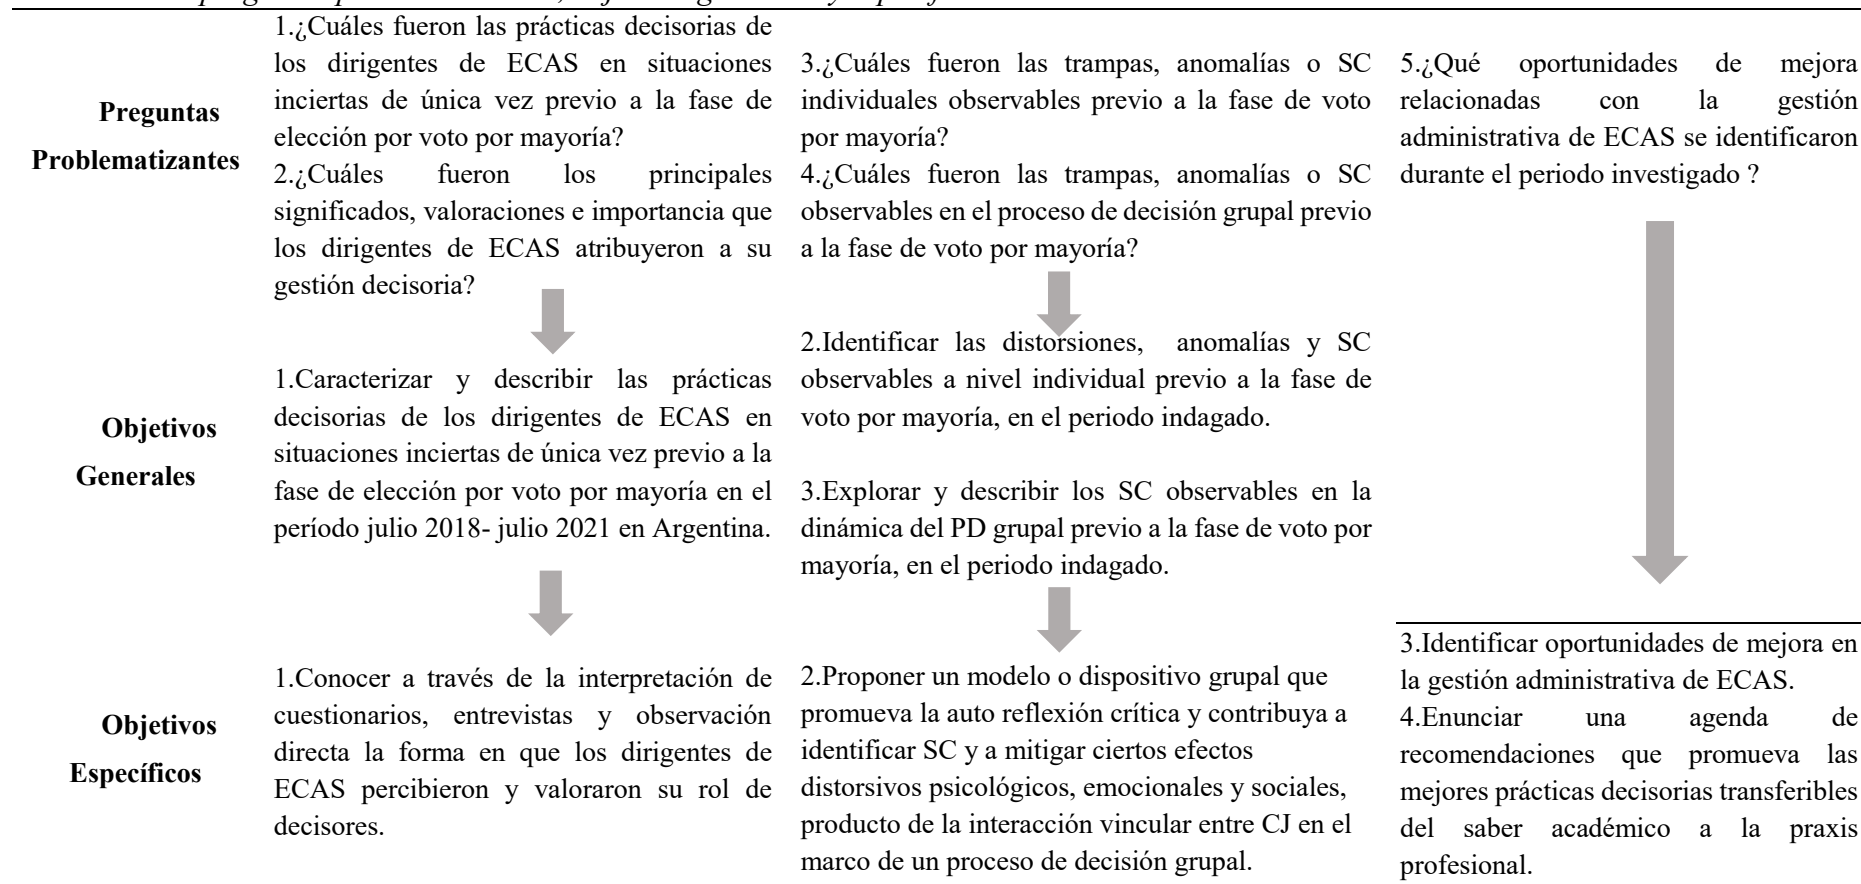 Preguntas
Problematizantes
1.¿Cuáles fueron las prácticas decisorias de
los dirigentes de ECAS en situaciones
inciertas de única vez previo a la fase de
elección por voto por mayoría?
2.¿Cuáles fueron los principales
significados, valoraciones e importancia que
los dirigentes de ECAS atribuyeron a su
gestión decisoria?
3.¿Cuáles fueron las trampas, anomalías o SC
individuales observables previo a la fase de voto
por mayoría?
4.¿Cuáles fueron las trampas, anomalías o SC
observables en el proceso de decisión grupal previo
a la fase de voto por mayoría?
5.¿Qué oportunidades de mejora
relacionadas con la gestión
administrativa de ECAS se identificaron
durante el periodo investigado ?
Objetivos
Generales
1.Caracterizar y describir las prácticas
decisorias de los dirigentes de ECAS en
situaciones inciertas de única vez previo a la
fase de elección por voto por mayoría en el
período julio 2018- julio 2021 en Argentina.
2.Identificar las distorsiones, anomalías y SC
observables a nivel individual previo a la fase de
voto por mayoría, en el periodo indagado.
3.Explorar y describir los SC observables en la
dinámica del PD grupal previo a la fase de voto por
mayoría, en el periodo indagado.
Objetivos
Específicos
1.Conocer a través de la interpretación de
cuestionarios, entrevistas y observación
directa la forma en que los dirigentes de
ECAS percibieron y valoraron su rol de
decisores.
2.Proponer un modelo o dispositivo grupal que
promueva la auto reflexión crítica y contribuya a
identificar SC y a mitigar ciertos efectos
distorsivos psicológicos, emocionales y sociales,
producto de la interacción vincular entre CJ en el
marco de un proceso de decisión grupal.
3.Identificar oportunidades de mejora en
la gestión administrativa de ECAS.
4.Enunciar una agenda de
recomendaciones que promueva las
mejores prácticas decisorias transferibles
del saber académico a la praxis
profesional.